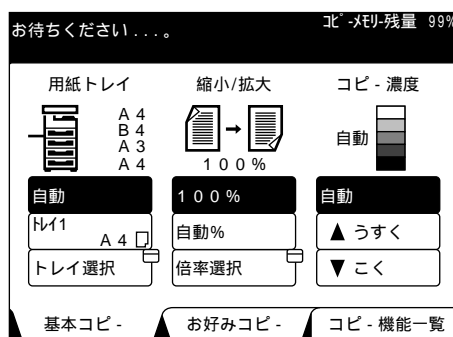 お待ちください...。
コピ-メモリ-残量 99%
用紙トレイ
A4
B4
A3
A4
自動
トレイ1
A4
トレイ選択
縮小/拡大
100%
100%
自動%
倍率選択
コピ-濃度
自動
自動
▲ うすく
▼ こく
基本コピ-
お好みコピ-
コピ-機能一覧